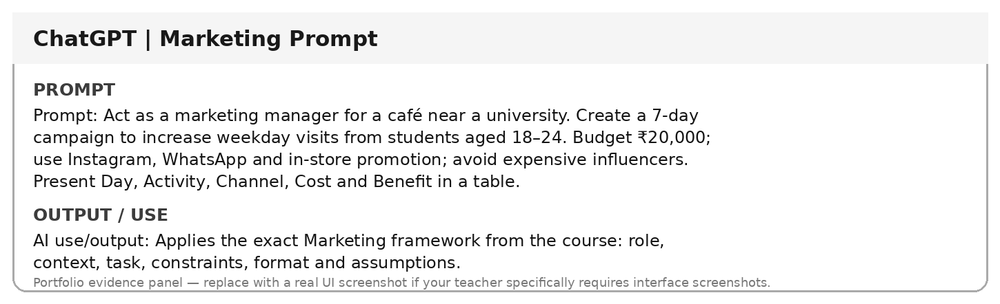 ChatGPT | Marketing Prompt
PROMPT
Prompt: Act as a marketing manager for a café near a university. Create a 7-day
campaign to increase weekday visits from students aged 18–24. Budget ₹20,000;
use Instagram, WhatsApp and in-store promotion; avoid expensive influencers.
Present Day, Activity, Channel, Cost and Benefit in a table.
OUTPUT / USE
AI use/output: Applies the exact Marketing framework from the course: role,
context, task, constraints, format and assumptions.
Portfolio evidence panel — replace with a real UI screenshot if your teacher specifically requires interface screenshots.